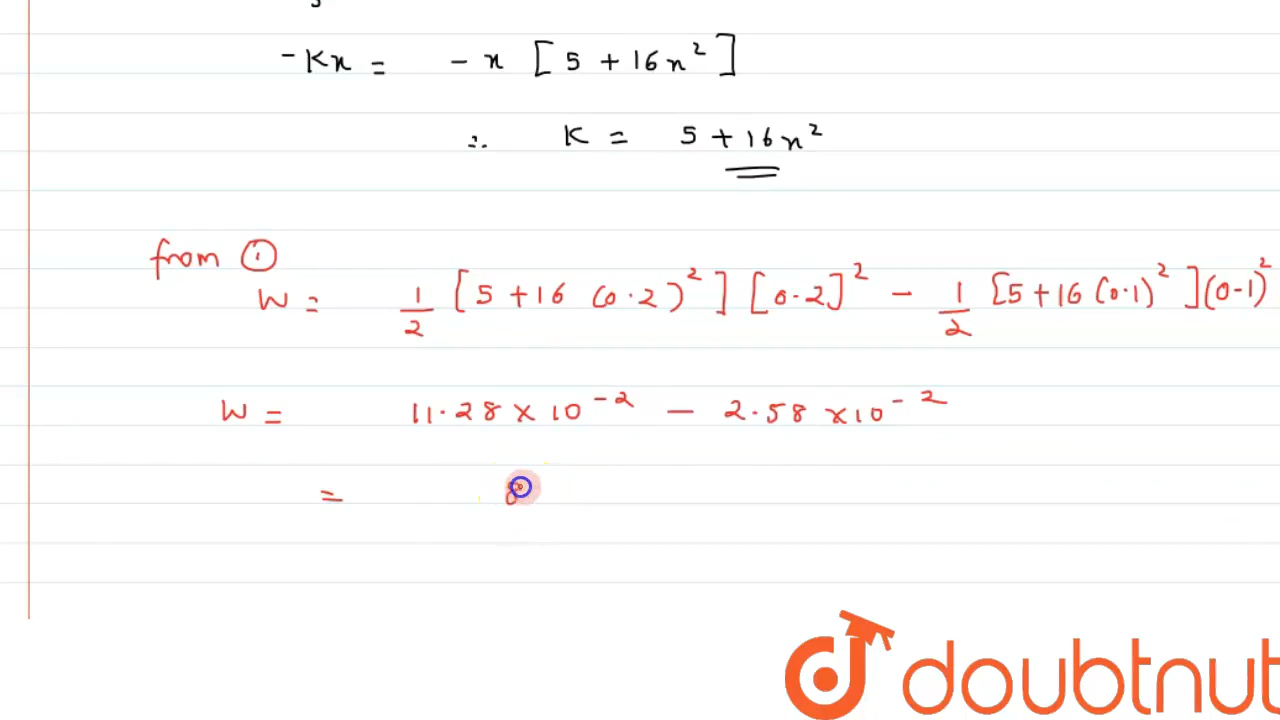 -Kx = -x [5 + 16x²]
∴ K = 5 + 16x²
from ①
W = 1/2 [5 + 16 (0.2)²] [0.2]² - 1/2 [5 + 16 (0.1)²] (0.1)²
W = 11.28 × 10⁻² - 2.58 × 10⁻²
= 8
doubtnut